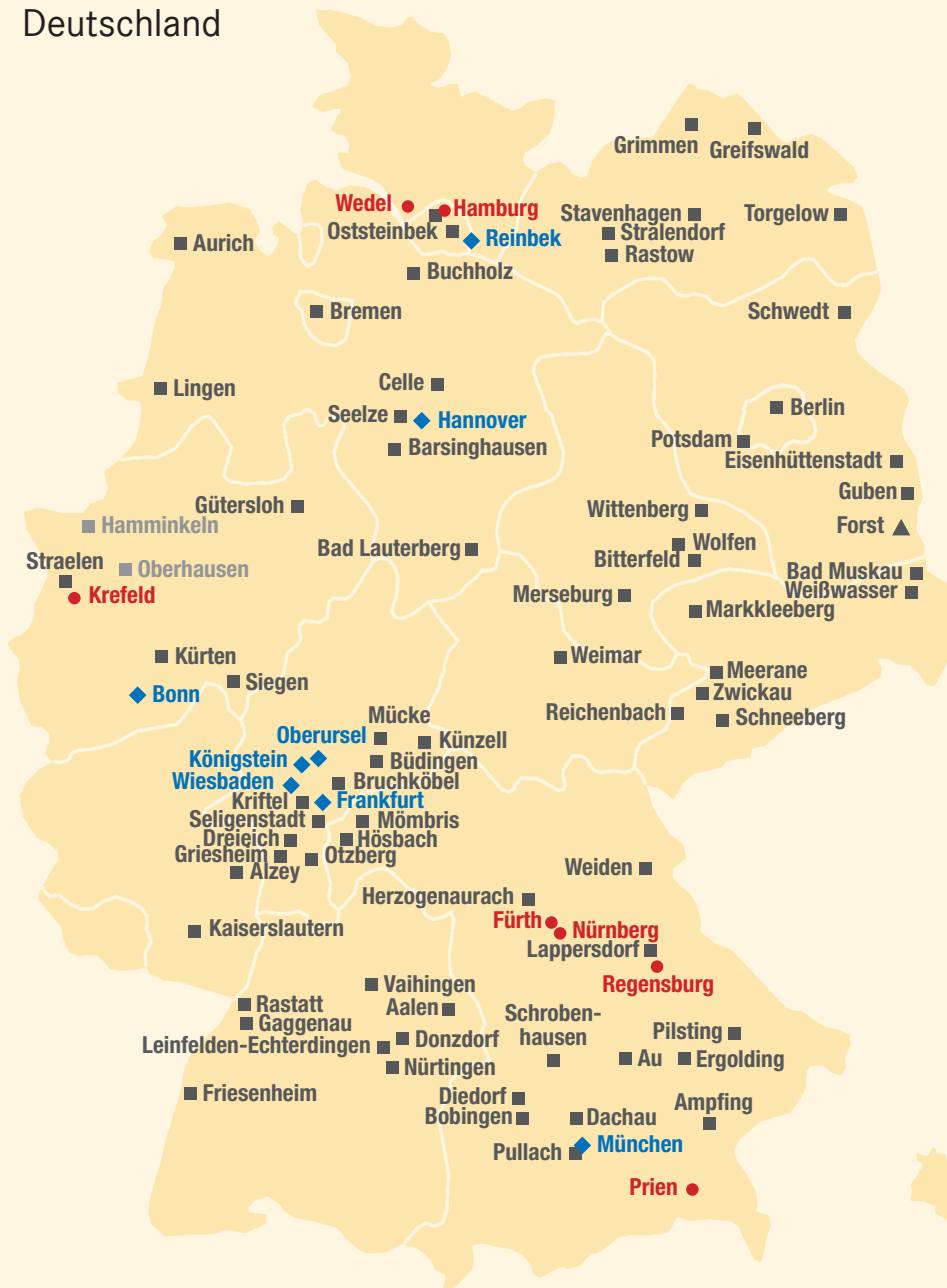 Deutschland
Grimmen
Greifswald
Wedel
Hamburg
Stavenhagen
Torgelow
Oststeinbek
Reinbek
Stralendorf
Aurich
Rastow
Buchholz
Bremen
Schwedt
Celle
Lingen
Seelze
Hannover
Berlin
Barsinghausen
Potsdam
Eisenhüttenstadt
Guben
Gütersloh
Wittenberg
Hamminkeln
Forst
Wolfen
Bad Lauterberg
Bitterfeld
Straelen
Oberhausen
Bad Muskau
Weißwasser
Krefeld
Merseburg
Markkleeberg
Kürten
Weimar
Meerane
Siegen
Bonn
Zwickau
Reichenbach
Schneeberg
Mücke
Oberursel
Künzell
Königstein
Büdingen
Wiesbaden
Bruchköbel
Kriftel
Frankfurt
Seligenstadt
Mömbris
Dreieich
Hösbach
Griesheim
Otzberg
Alzey
Weiden
Herzogenaurach
Fürth
Nürnberg
Kaiserslautern
Lappersdorf
Regensburg
Vaihingen
Rastatt
Aalen
Schroben-
hausen
Gaggenau
Pilsting
Leinfelden-Echterdingen
Donzdorf
Au
Ergolding
Nürtingen
Friesenheim
Diedorf
Ampfing
Bobingen
Dachau
Pullach
München
Prien